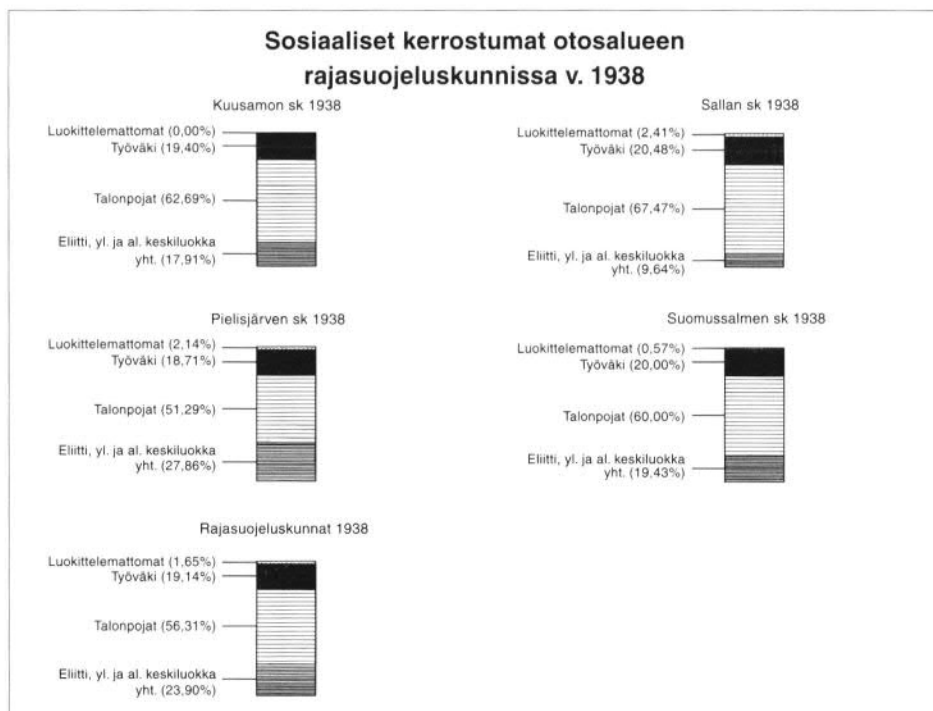 Sosiaaliset kerrostumat otosalueen
rajasuojeluskunnissa v. 1938
Kuusamon sk 1938
Luokittelemattomat (0,00%)
Työväki (19,40%)
Talonpojat (62,69%)
Eliitti, yl. ja al. keskiluokka
yht. (17,91%)
Sallan sk 1938
Luokittelemattomat (2,41%)
Työväki (20,48%)
Talonpojat (67,47%)
Eliitti, yl. ja al. keskiluokka
yht. (9,64%)
Pielisjärven sk 1938
Luokittelemattomat (2,14%)
Työväki (18,71%)
Talonpojat (51,29%)
Eliitti, yl. ja al. keskiluokka
yht. (27,86%)
Suomussalmen sk 1938
Luokittelemattomat (0,57%)
Työväki (20,00%)
Talonpojat (60,00%)
Eliitti, yl. ja al. keskiluokka
yht. (19,43%)
Rajasuojeluskunnat 1938
Luokittelemattomat (1,65%)
Työväki (19,14%)
Talonpojat (56,31%)
Eliitti, yl. ja al. keskiluokka
yht. (23,90%)